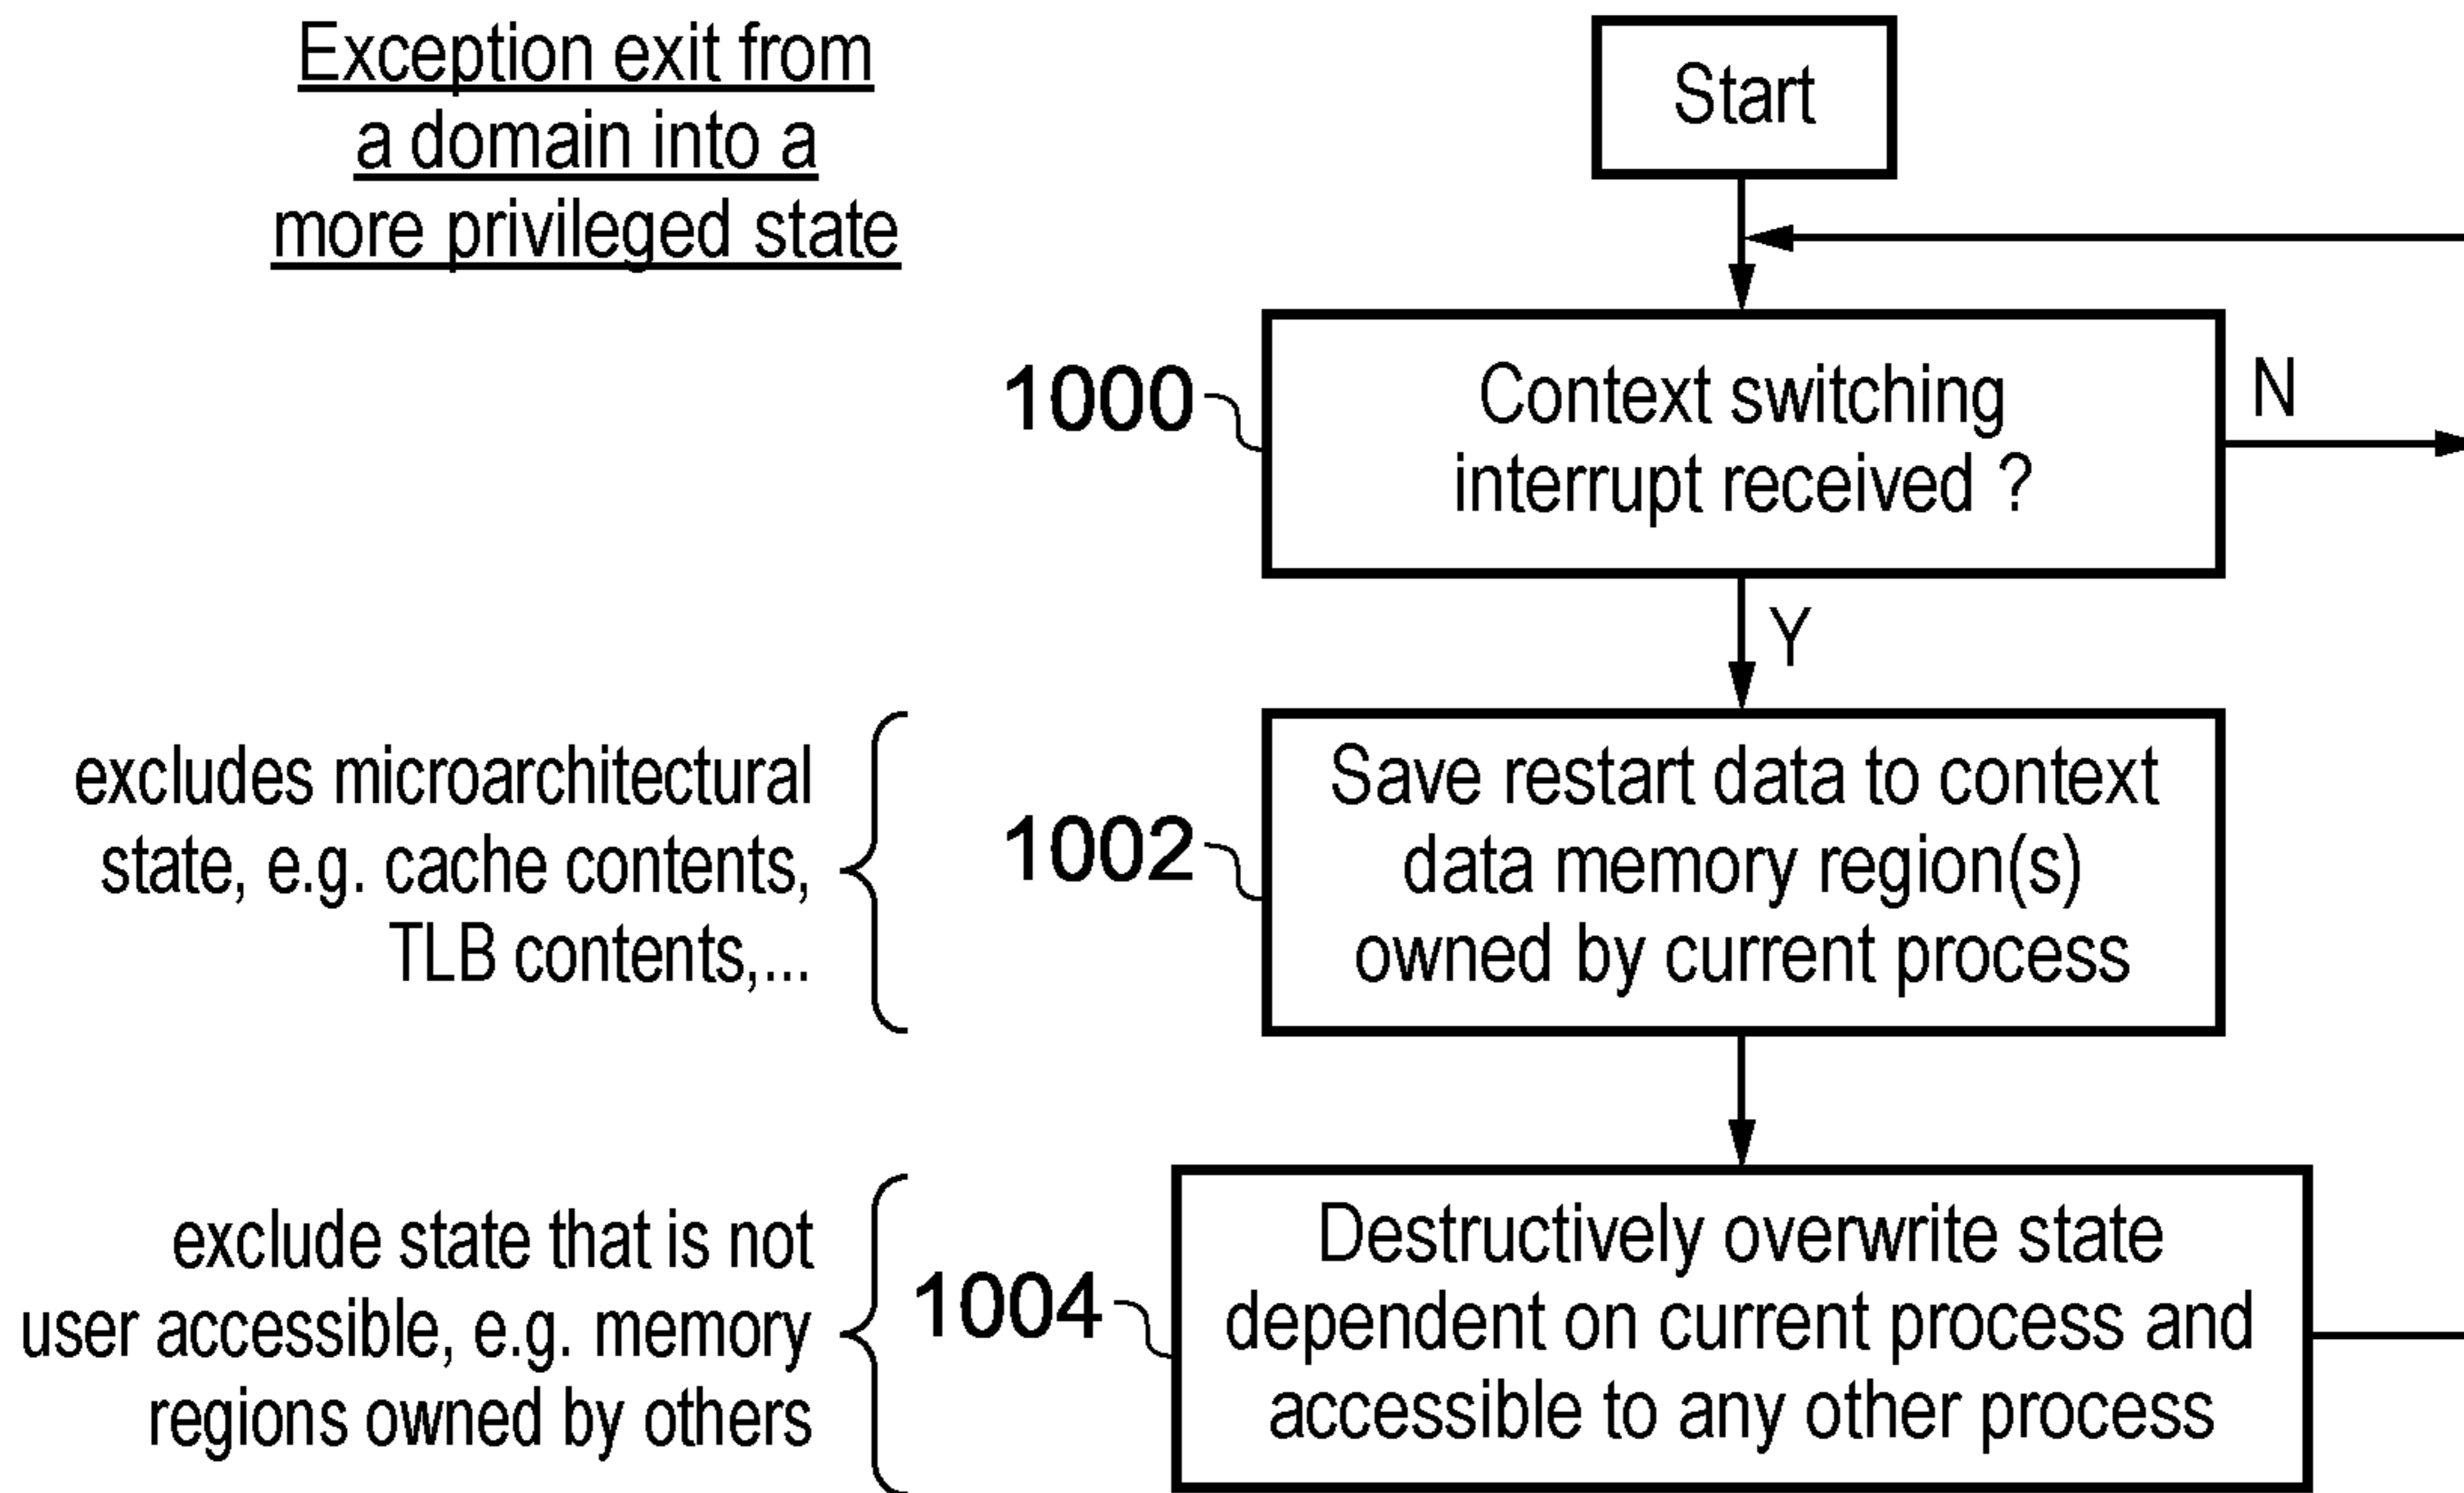 Exception exit from
a domain into a
more privileged state
Start
1000
Context switching
interrupt received ?
N
Y
excludes microarchitectural
state, e.g. cache contents,
TLB contents,...
1002
Save restart data to context
data memory region(s)
owned by current process
exclude state that is not
user accessible, e.g. memory
regions owned by others
1004
Destructively overwrite state
dependent on current process and
accessible to any other process